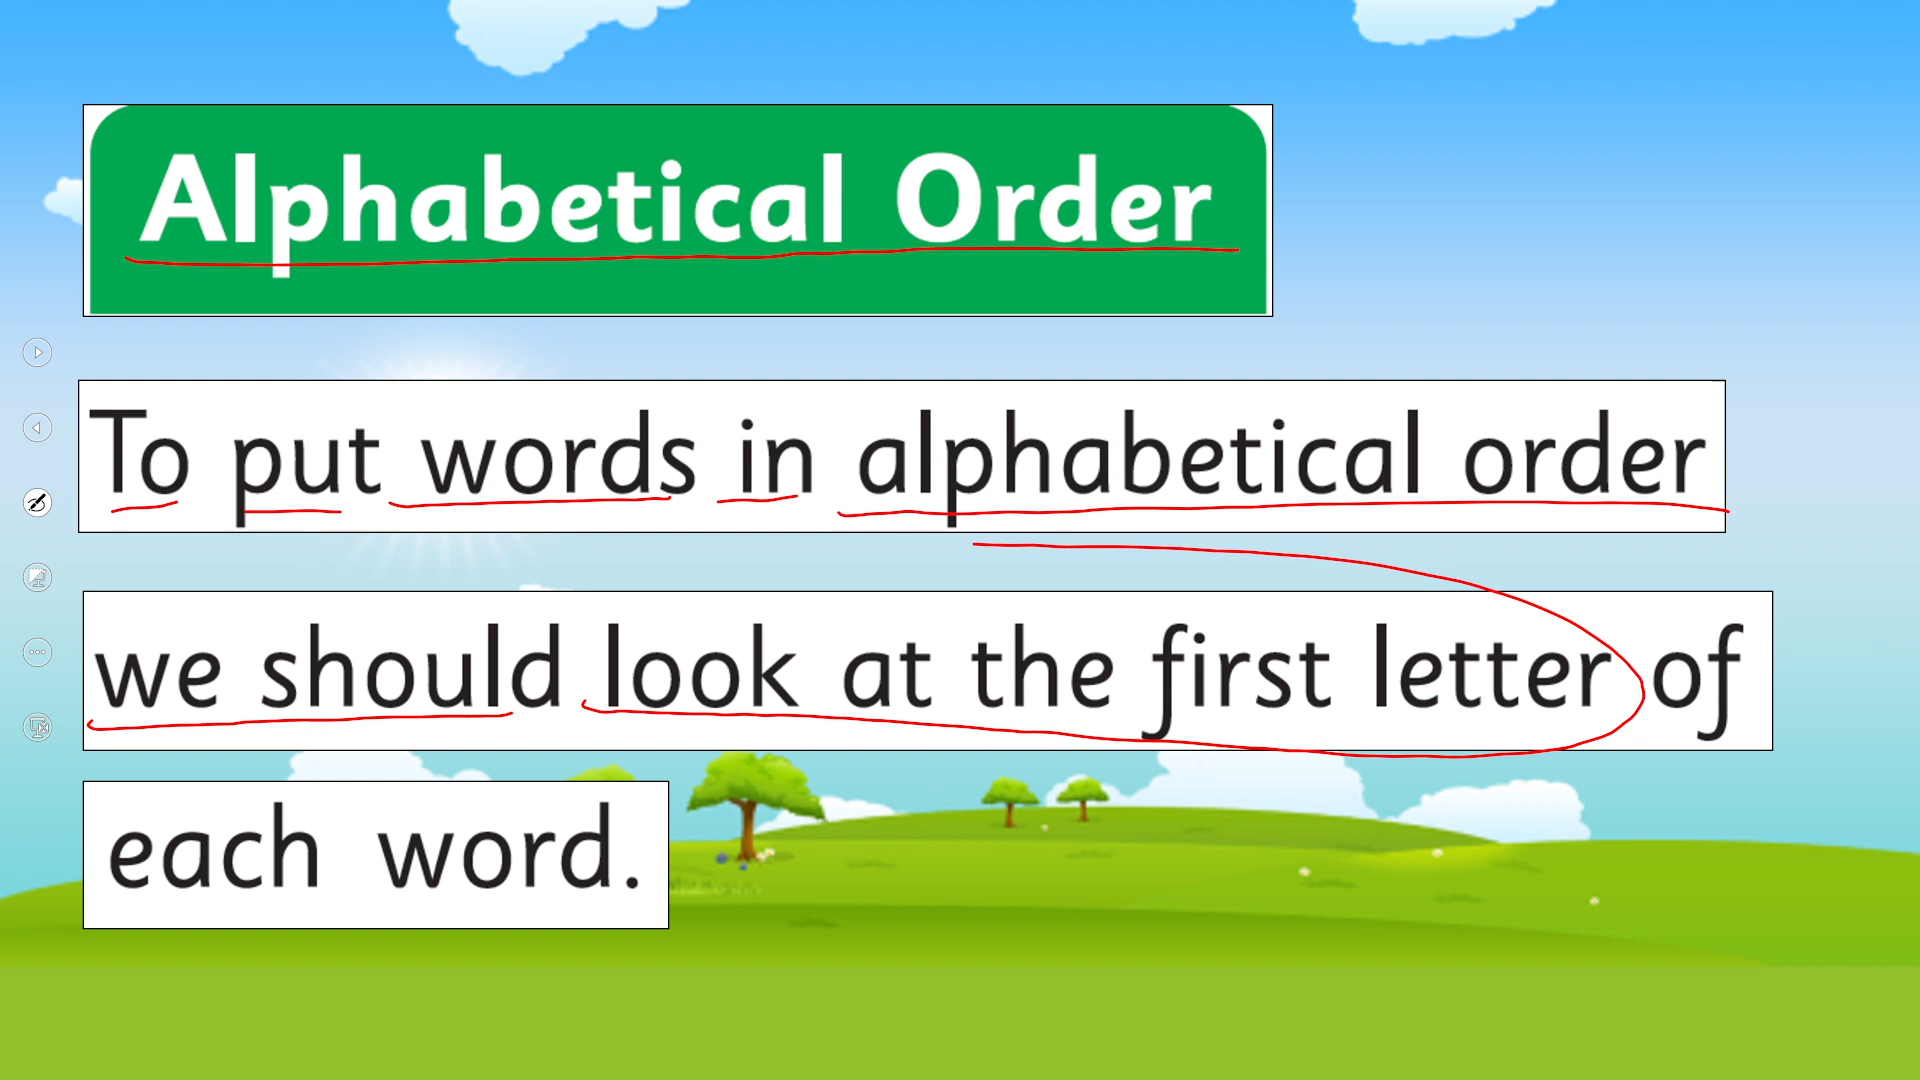 Alphabetical Order
To put words in alphabetical order
we should look at the first letter of
each word.